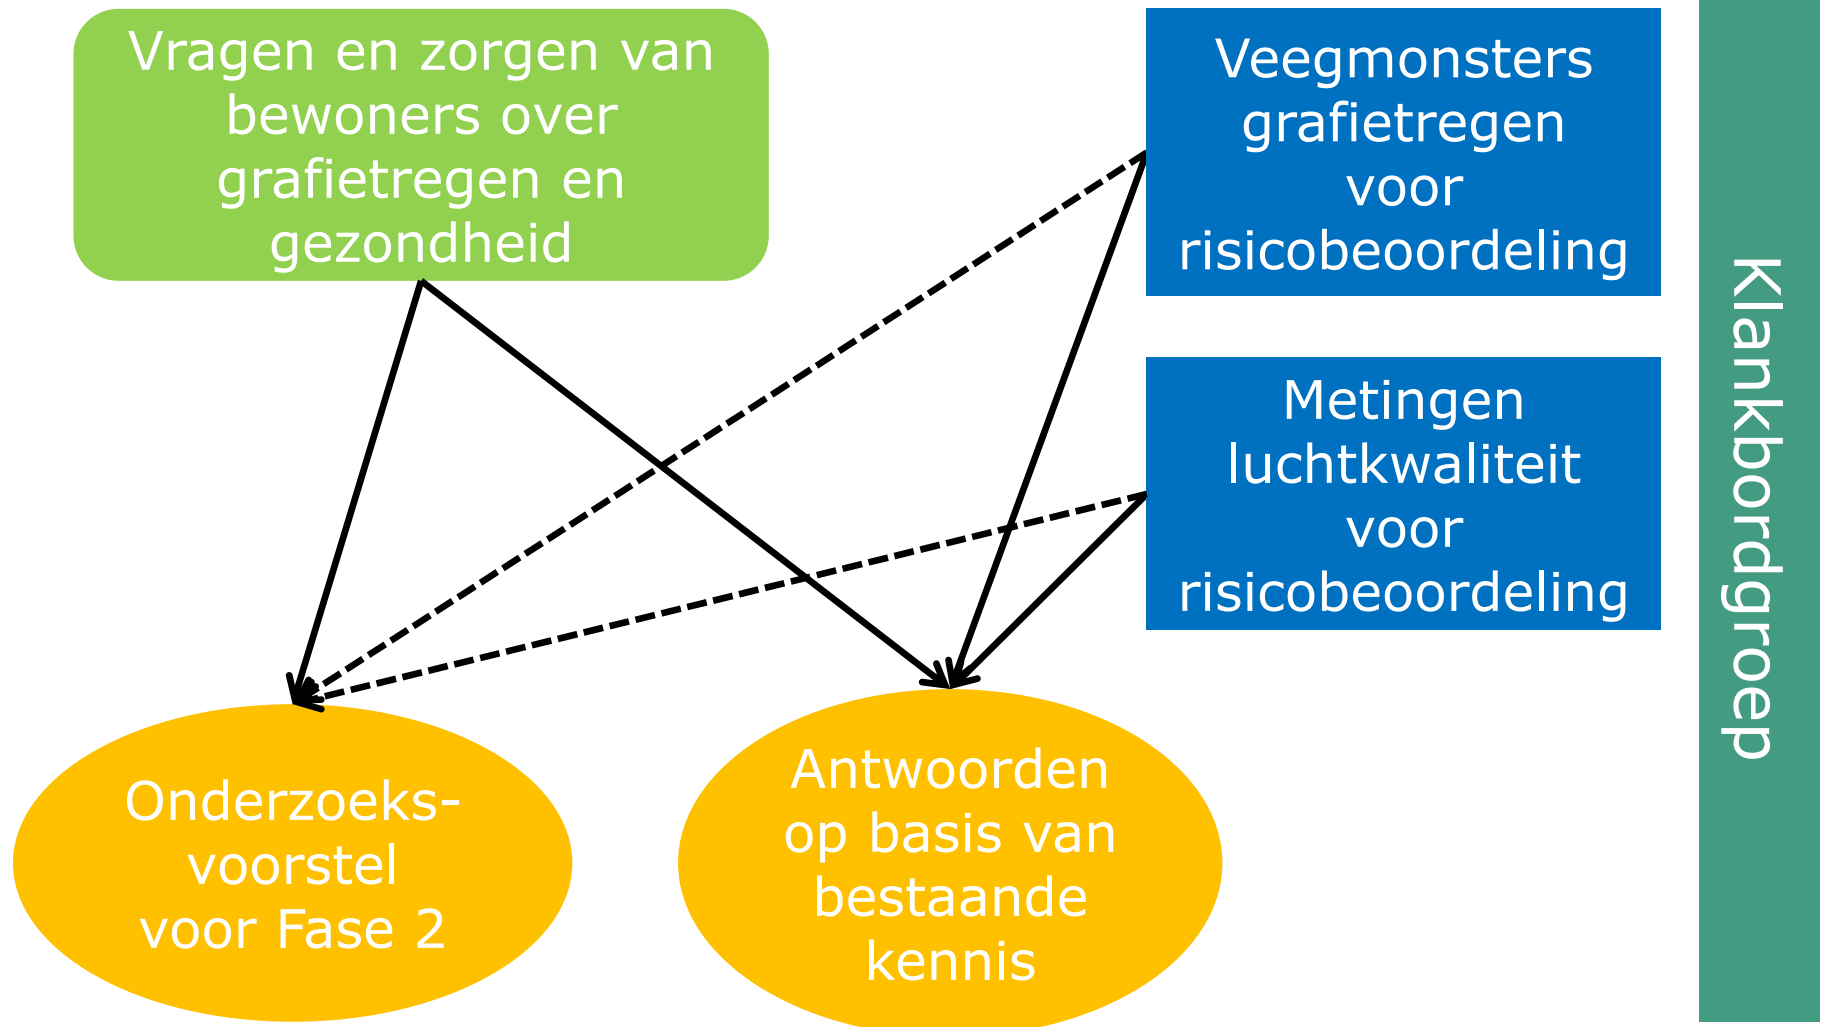 Vragen en zorgen van
bewoners over
grafietregen en
gezondheid
Veegmonsters
grafietregen
voor
risicobeoordeling
Metingen
luchtkwaliteit
voor
risicobeoordeling
Onderzoeks-
voorstel
voor Fase 2
Antwoorden
op basis van
bestaande
kennis
Klankbordgroep